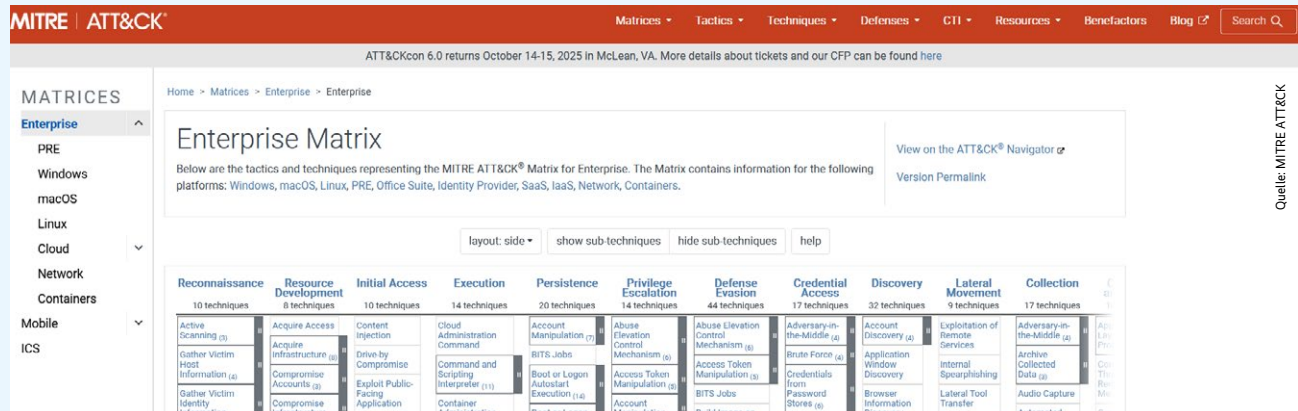 MITRE | ATT&CK®
Matrices Tactics Techniques Defenses CTI Resources Benefactors Blog Search
ATT&CKcon 6.0 returns October 14-15, 2025 in McLean, VA. More details about tickets and our CFP can be found here
MATRICES
Enterprise
PRE
Windows
macOS
Linux
Cloud
Network
Containers
Mobile
ICS
Home > Matrices > Enterprise > Enterprise
Enterprise Matrix
Below are the tactics and techniques representing the MITRE ATT&CK® Matrix for Enterprise. The Matrix contains information for the following
platforms: Windows, macOS, Linux, PRE, Office Suite, Identity Provider, SaaS, IaaS, Network, Containers.
View on the ATT&CK® Navigator
Version Permalink
layout: side show sub-techniques hide sub-techniques help
Reconnaissance
10 techniques
Active
Scanning (3)
Gather Victim
Host
Information (4)
Gather Victim
Identity
Resource
Development
8 techniques
Acquire Access
Acquire
Infrastructure (8)
Compromise
Accounts (3)
Compromise
Initial Access
10 techniques
Content
Injection
Drive-by
Compromise
Exploit Public-
Facing
Application
Execution
14 techniques
Cloud
Administration
Command
Command and
Scripting
Interpreter (11)
Container
Persistence
20 techniques
Account
Manipulation (7)
BITS Jobs
Boot or Logon
Autostart
Execution (14)
Privilege
Escalation
14 techniques
Abuse
Elevation
Control
Mechanism (6)
Access Token
Manipulation (5)
Account
Defense
Evasion
44 techniques
Abuse Elevation
Control
Mechanism (6)
Access Token
Manipulation (5)
BITS Jobs
Credential
Access
17 techniques
Adversary-in-
the-Middle (4)
Brute Force (4)
Credentials
from
Password
Stores (6)
Discovery
32 techniques
Account
Discovery (4)
Application
Window
Discovery
Browser
Information
Lateral
Movement
9 techniques
Exploitation of
Remote
Services
Internal
Spearphishing
Lateral Tool
Transfer
Collection
17 techniques
Adversary-in-
the-Middle (4)
Archive
Collected
Data (3)
Audio Capture
Quelle: MITRE ATT&CK